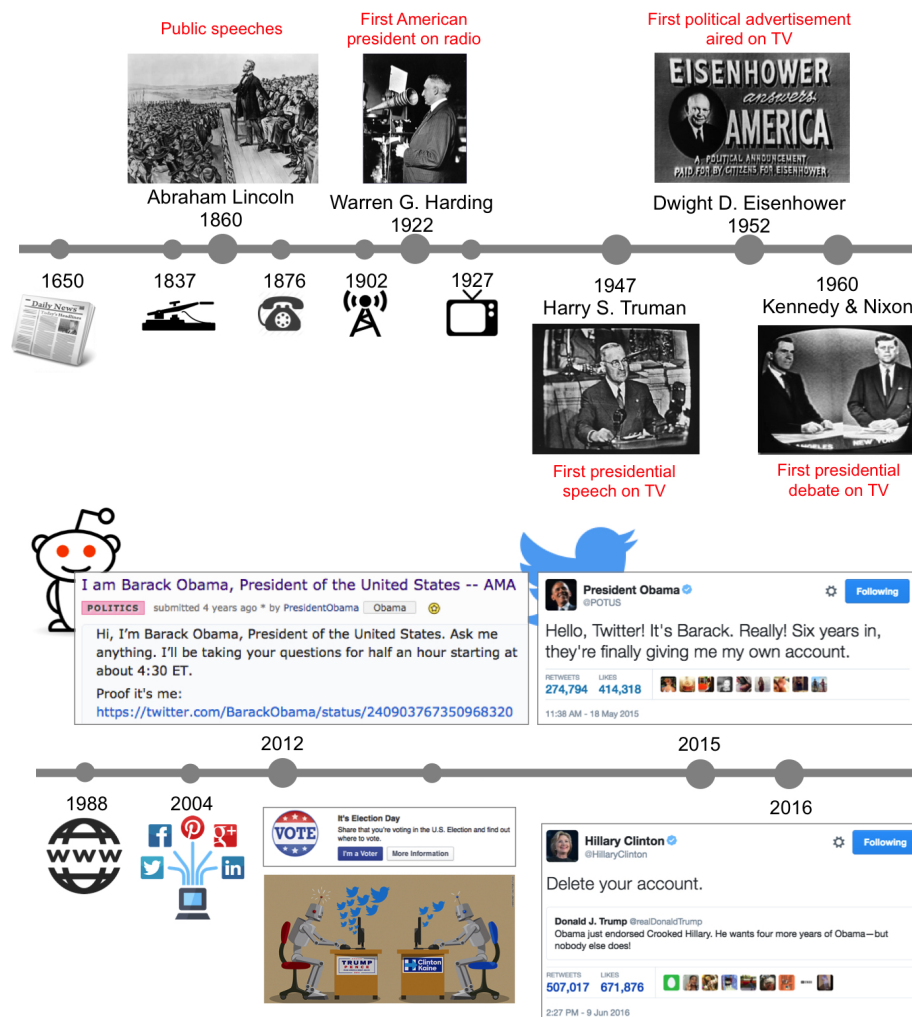 Public speeches
First American
president on radio
First political advertisement
aired on TV
EISENHOWER
answers
AMERICA
A POLITICAL ANNOUNCEMENT
PAID FOR BY CITIZENS FOR EISENHOWER
Abraham Lincoln
1860
Warren G. Harding
1922
Dwight D. Eisenhower
1952
1650
1837
1876
1902
1927
1947
Harry S. Truman
1960
Kennedy & Nixon
Daily News
Today's Headlines
NEW YOR
First presidential
speech on TV
First presidential
debate on TV
I am Barack Obama, President of the United States -- AMA
POLITICS submitted 4 years ago * by PresidentObama Obama
Hi, I'm Barack Obama, President of the United States. Ask me
anything. I'll be taking your questions for half an hour starting at
about 4:30 ET.
Proof it's me:
https://twitter.com/BarackObama/status/240903767350968320
President Obama
@POTUS
Following
Hello, Twitter! It's Barack. Really! Six years in,
they're finally giving me my own account.
RETWEETS LIKES
274,794 414,318
11:38 AM - 18 May 2015
2012
2015
1988
2004
2016
www
f
g+
in
VOTE
It's Election Day
Share that you're voting in the U.S. Election and find out
where to vote.
I'm a Voter More Information
TRUMP
PENCE
Clinton
Kaine
Hillary Clinton
@HillaryClinton
Following
Delete your account.
Donald J. Trump @realDonaldTrump
Obama just endorsed Crooked Hillary. He wants four more years of Obama—but
nobody else does!
RETWEETS LIKES
507,017 671,876
2:27 PM - 9 Jun 2016